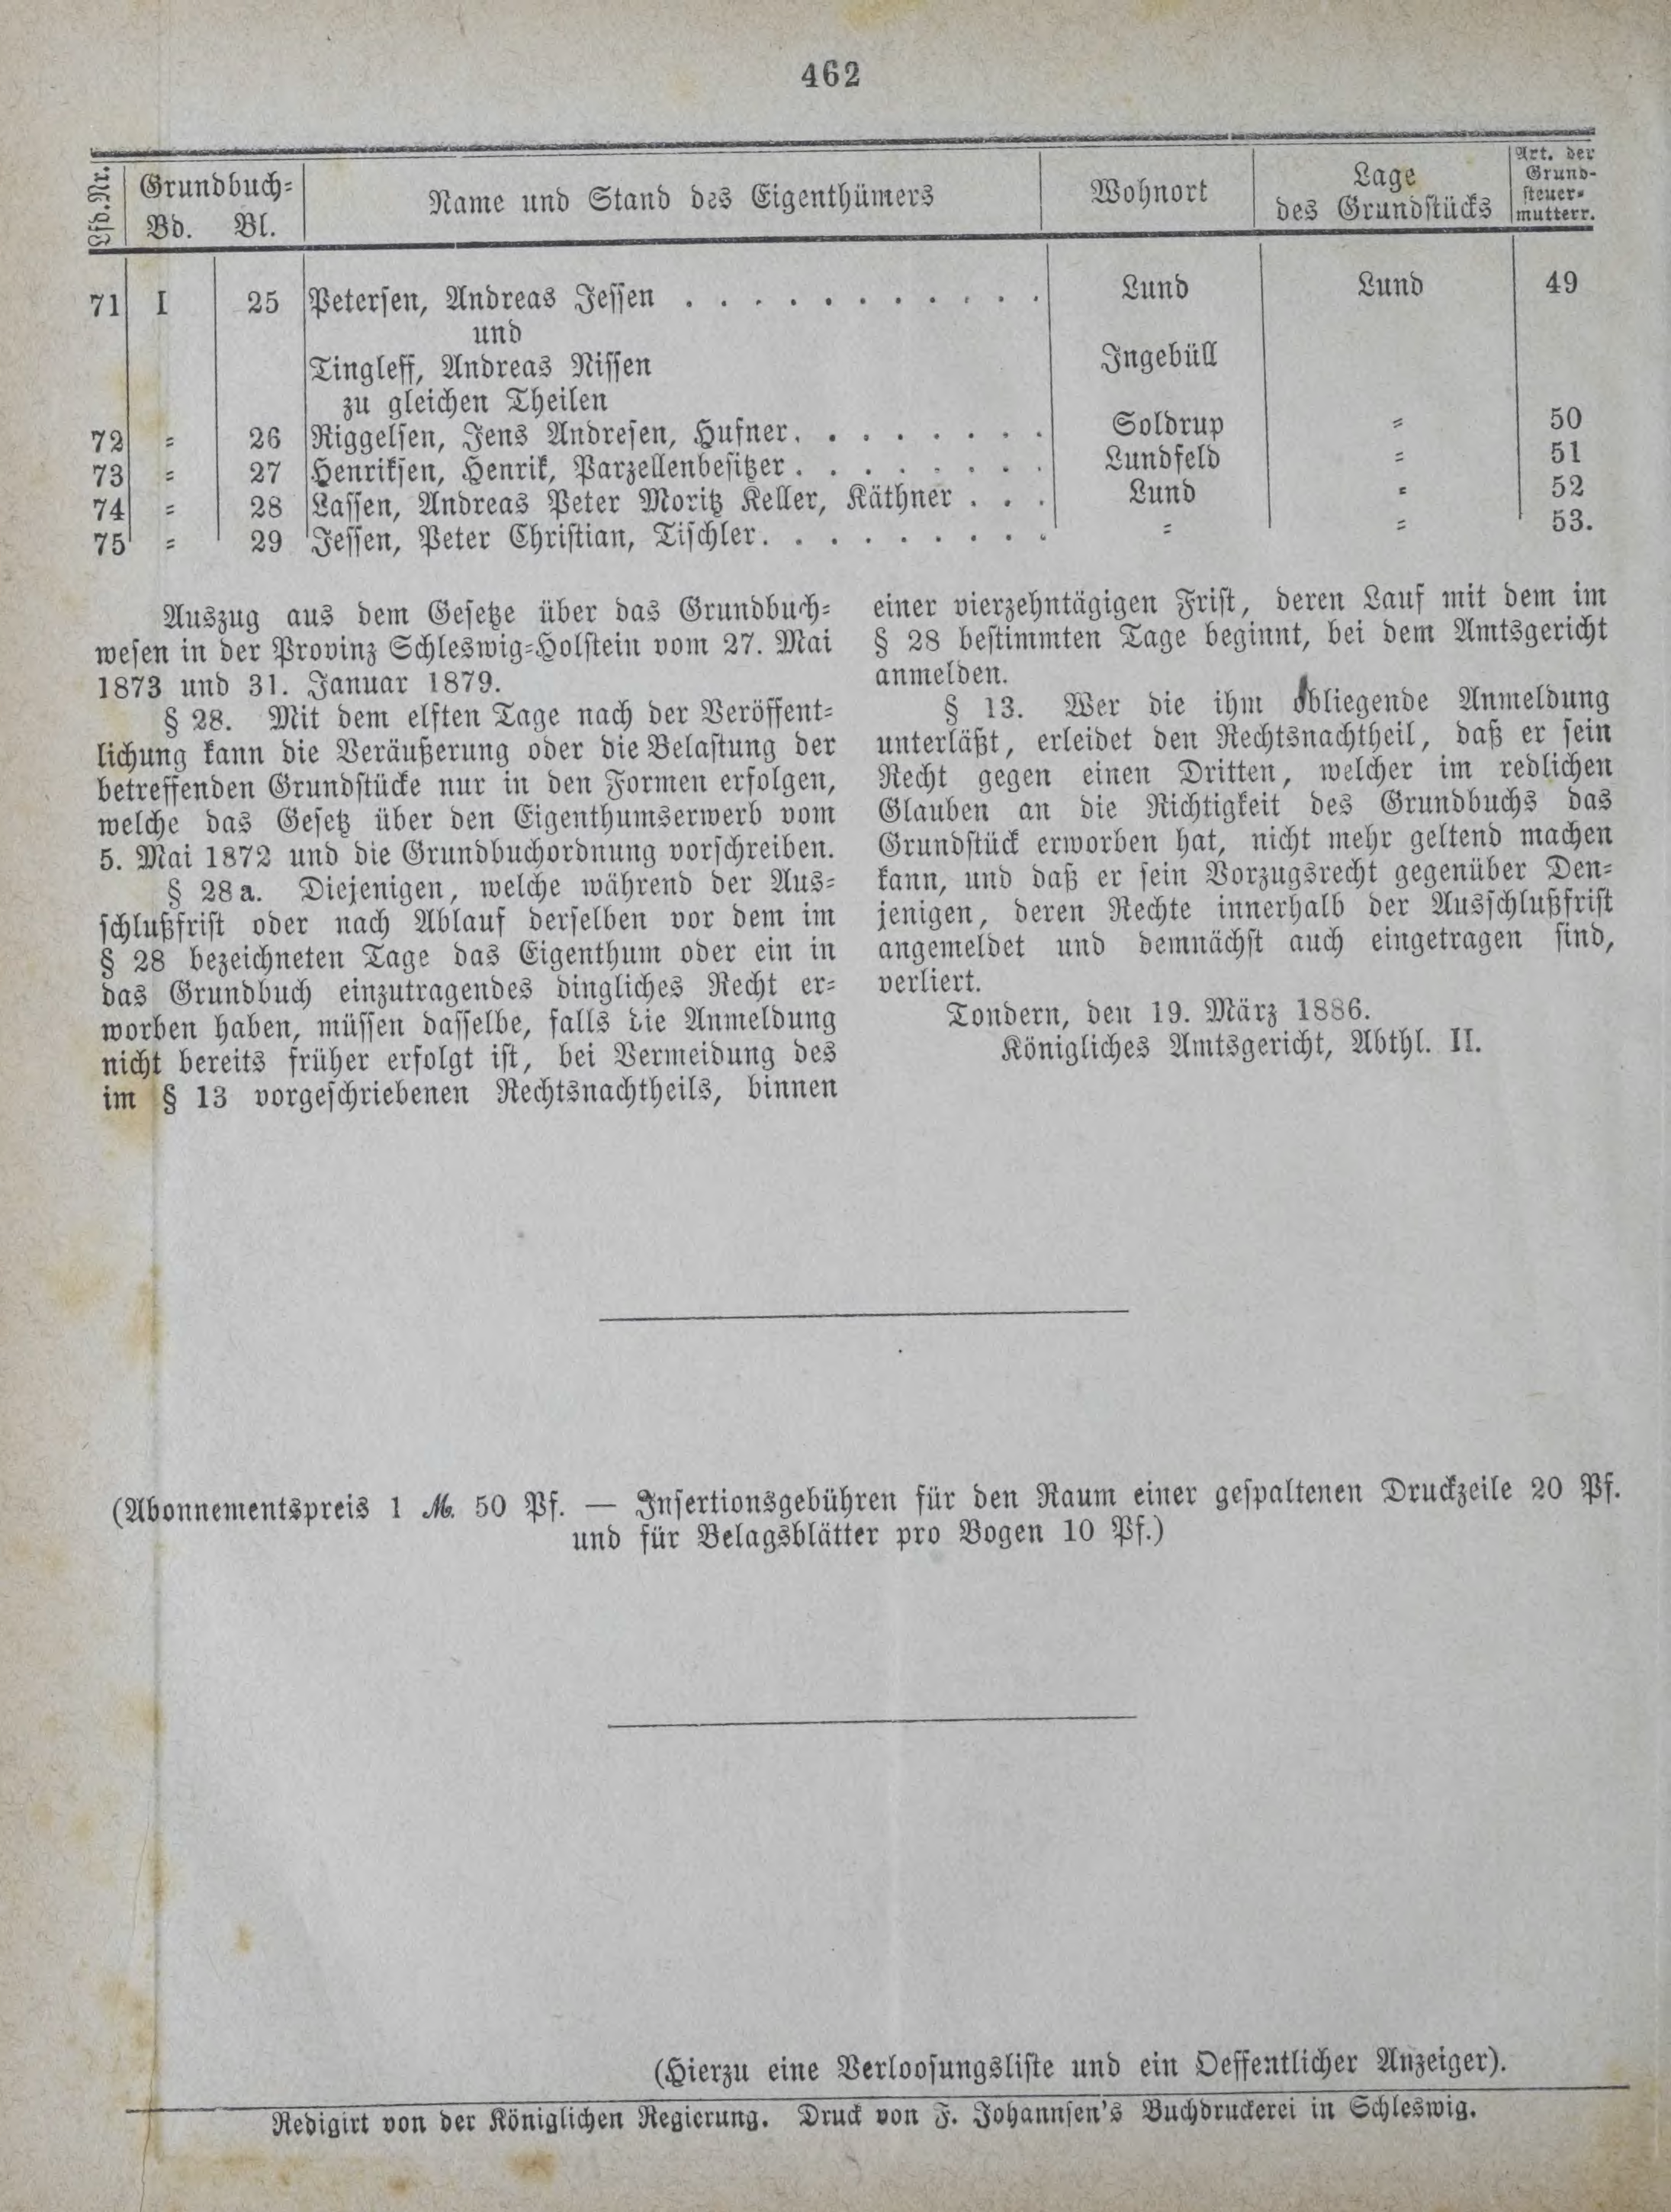 462
Lfd. Nr.
Grundbuch=
Bd. Bl.
Name und Stand des Eigenthümers
Wohnort
Lage
des Grundstücks
Art. der
Grund-
steuer-
mutterr.
71 I 25 Petersen, Andreas Jessen . . . . . . . . . . . Lund Lund 49
und
Tingleff, Andreas Nissen Ingebüll
zu gleichen Theilen
72 = 26 Riggelsen, Jens Andresen, Hufner. . . . . . . . Soldrup = 50
73 = 27 Henriksen, Henrik, Parzellenbesitzer . . . . . . . . Lundfeld = 51
74 = 28 Lassen, Andreas Peter Moritz Keller, Käthner . . . Lund = 52
75 = 29 Jessen, Peter Christian, Tischler. . . . . . . . . = = 53.
Auszug aus dem Gesetze über das Grundbuch=
wesen in der Provinz Schleswig=Holstein vom 27. Mai
1873 und 31. Januar 1879.
§ 28. Mit dem elften Tage nach der Veröffent=
lichung kann die Veräußerung oder die Belastung der
betreffenden Grundstücke nur in den Formen erfolgen,
welche das Gesetz über den Eigenthumserwerb vom
5. Mai 1872 und die Grundbuchordnung vorschreiben.
§ 28a. Diejenigen, welche während der Aus=
schlußfrist oder nach Ablauf derselben vor dem im
§ 28 bezeichneten Tage das Eigenthum oder ein in
das Grundbuch einzutragendes dingliches Recht er=
worben haben, müssen dasselbe, falls die Anmeldung
nicht bereits früher erfolgt ist, bei Vermeidung des
im § 13 vorgeschriebenen Rechtsnachtheils, binnen
einer vierzehntägigen Frist, deren Lauf mit dem im
§ 28 bestimmten Tage beginnt, bei dem Amtsgericht
anmelden.
§ 13. Wer die ihm obliegende Anmeldung
unterläßt, erleidet den Rechtsnachtheil, daß er sein
Recht gegen einen Dritten, welcher im redlichen
Glauben an die Richtigkeit des Grundbuchs das
Grundstück erworben hat, nicht mehr geltend machen
kann, und daß er sein Vorzugsrecht gegenüber Den=
jenigen, deren Rechte innerhalb der Ausschlußfrist
angemeldet und demnächst auch eingetragen sind,
verliert.
Tondern, den 19. März 1886.
Königliches Amtsgericht, Abthl. II.
(Abonnementspreis 1 M. 50 Pf. — Insertionsgebühren für den Raum einer gespaltenen Druckzeile 20 Pf.
und für Belagsblätter pro Bogen 10 Pf.)
(Hierzu eine Verloosungsliste und ein Oeffentlicher Anzeiger).
Redigirt von der Königlichen Regierung. Druck von F. Johannsen's Buchdruckerei in Schleswig.